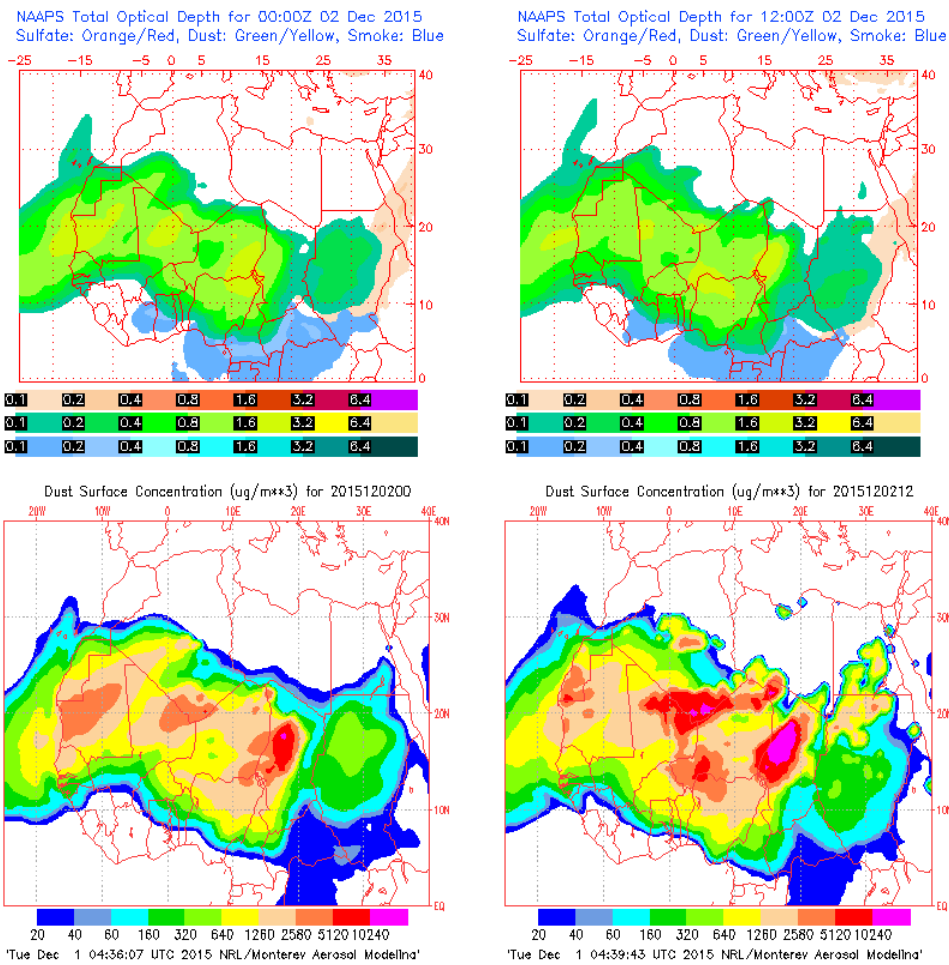 NAAPS Total Optical Depth for 00:00Z 02 Dec 2015
Sulfate: Orange/Red, Dust: Green/Yellow, Smoke: Blue
-25 -15 -5 0 5 15 25 35 40
30
20
10
0
0.1 0.2 0.4 0.8 1.6 3.2 6.4
0.1 0.2 0.4 0.8 1.6 3.2 6.4
0.1 0.2 0.4 0.8 1.6 3.2 6.4
NAAPS Total Optical Depth for 12:00Z 02 Dec 2015
Sulfate: Orange/Red, Dust: Green/Yellow, Smoke: Blue
-25 -15 -5 0 5 15 25 35 40
30
20
10
0
0.1 0.2 0.4 0.8 1.6 3.2 6.4
0.1 0.2 0.4 0.8 1.6 3.2 6.4
0.1 0.2 0.4 0.8 1.6 3.2 6.4
Dust Surface Concentration (ug/m**3) for 2015120200
20W 10W 0 10E 20E 30E 40E
40N
30N
20N
10N
EQ
20 40 60 160 320 640 1260 2580 5120 10240
'Tue Dec 1 04:36:07 UTC 2015 NRL/Monterey Aerosol Modeling'
Dust Surface Concentration (ug/m**3) for 2015120212
20W 10W 0 10E 20E 30E 40E
40N
30N
20N
10N
EQ
20 40 60 160 320 640 1260 2580 5120 10240
'Tue Dec 1 04:39:43 UTC 2015 NRL/Monterey Aerosol Modeling'